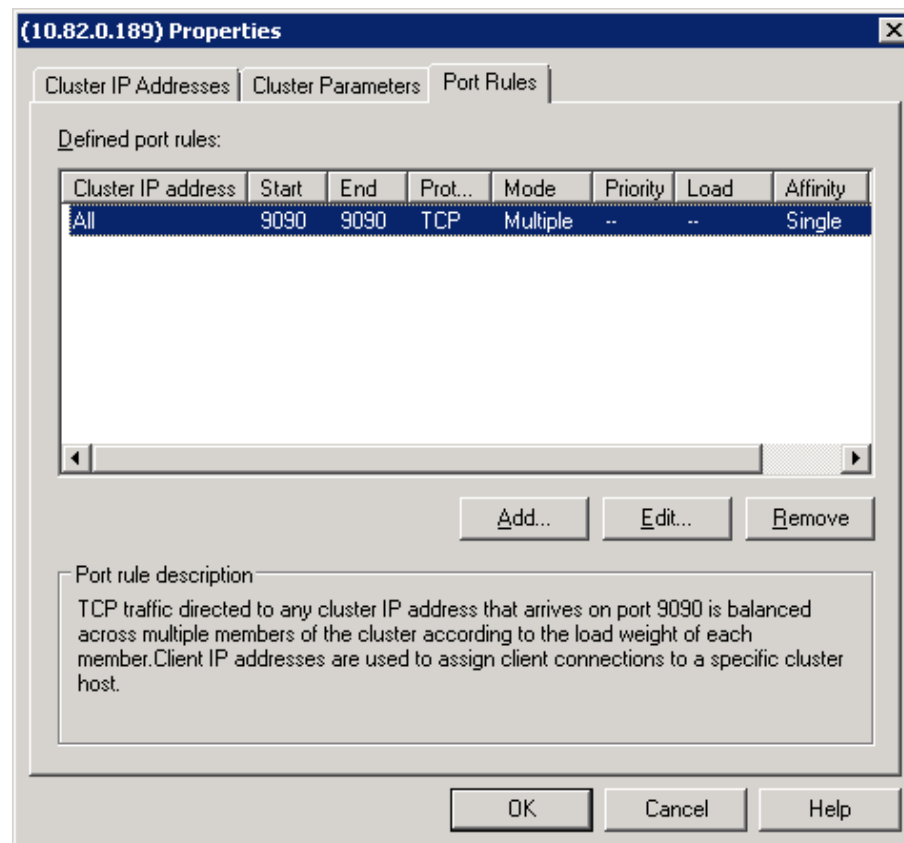 (10.82.0.189) Properties
Cluster IP Addresses Cluster Parameters Port Rules
Defined port rules:
Cluster IP address Start End Prot... Mode Priority Load Affinity
All 9090 9090 TCP Multiple -- -- Single
Add... Edit... Remove
Port rule description
TCP traffic directed to any cluster IP address that arrives on port 9090 is balanced
across multiple members of the cluster according to the load weight of each
member.Client IP addresses are used to assign client connections to a specific cluster
host.
OK Cancel Help